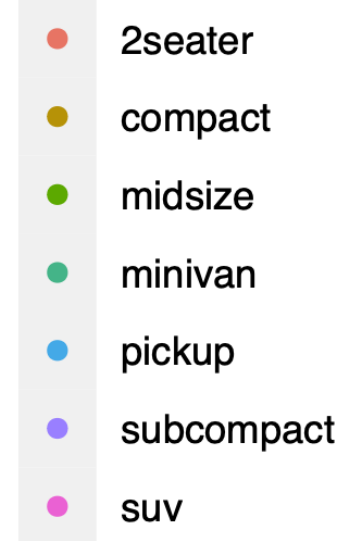 2seater
compact
midsize
minivan
pickup
subcompact
suv